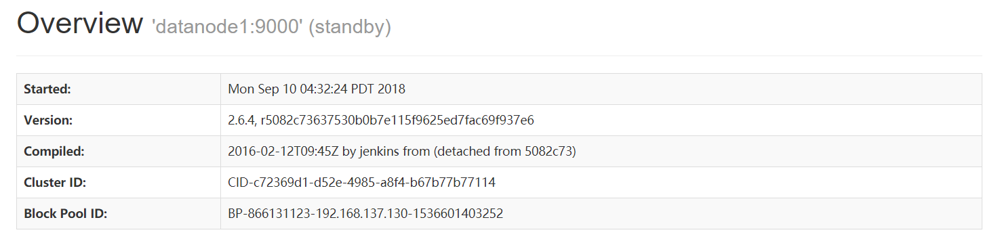 Overview 'datanode1:9000' (standby)
Started: Mon Sep 10 04:32:24 PDT 2018
Version: 2.6.4, r5082c73637530b0b7e115f9625ed7fac69f937e6
Compiled: 2016-02-12T09:45Z by jenkins from (detached from 5082c73)
Cluster ID: CID-c72369d1-d52e-4985-a8f4-b67b77b77114
Block Pool ID: BP-866131123-192.168.137.130-1536601403252